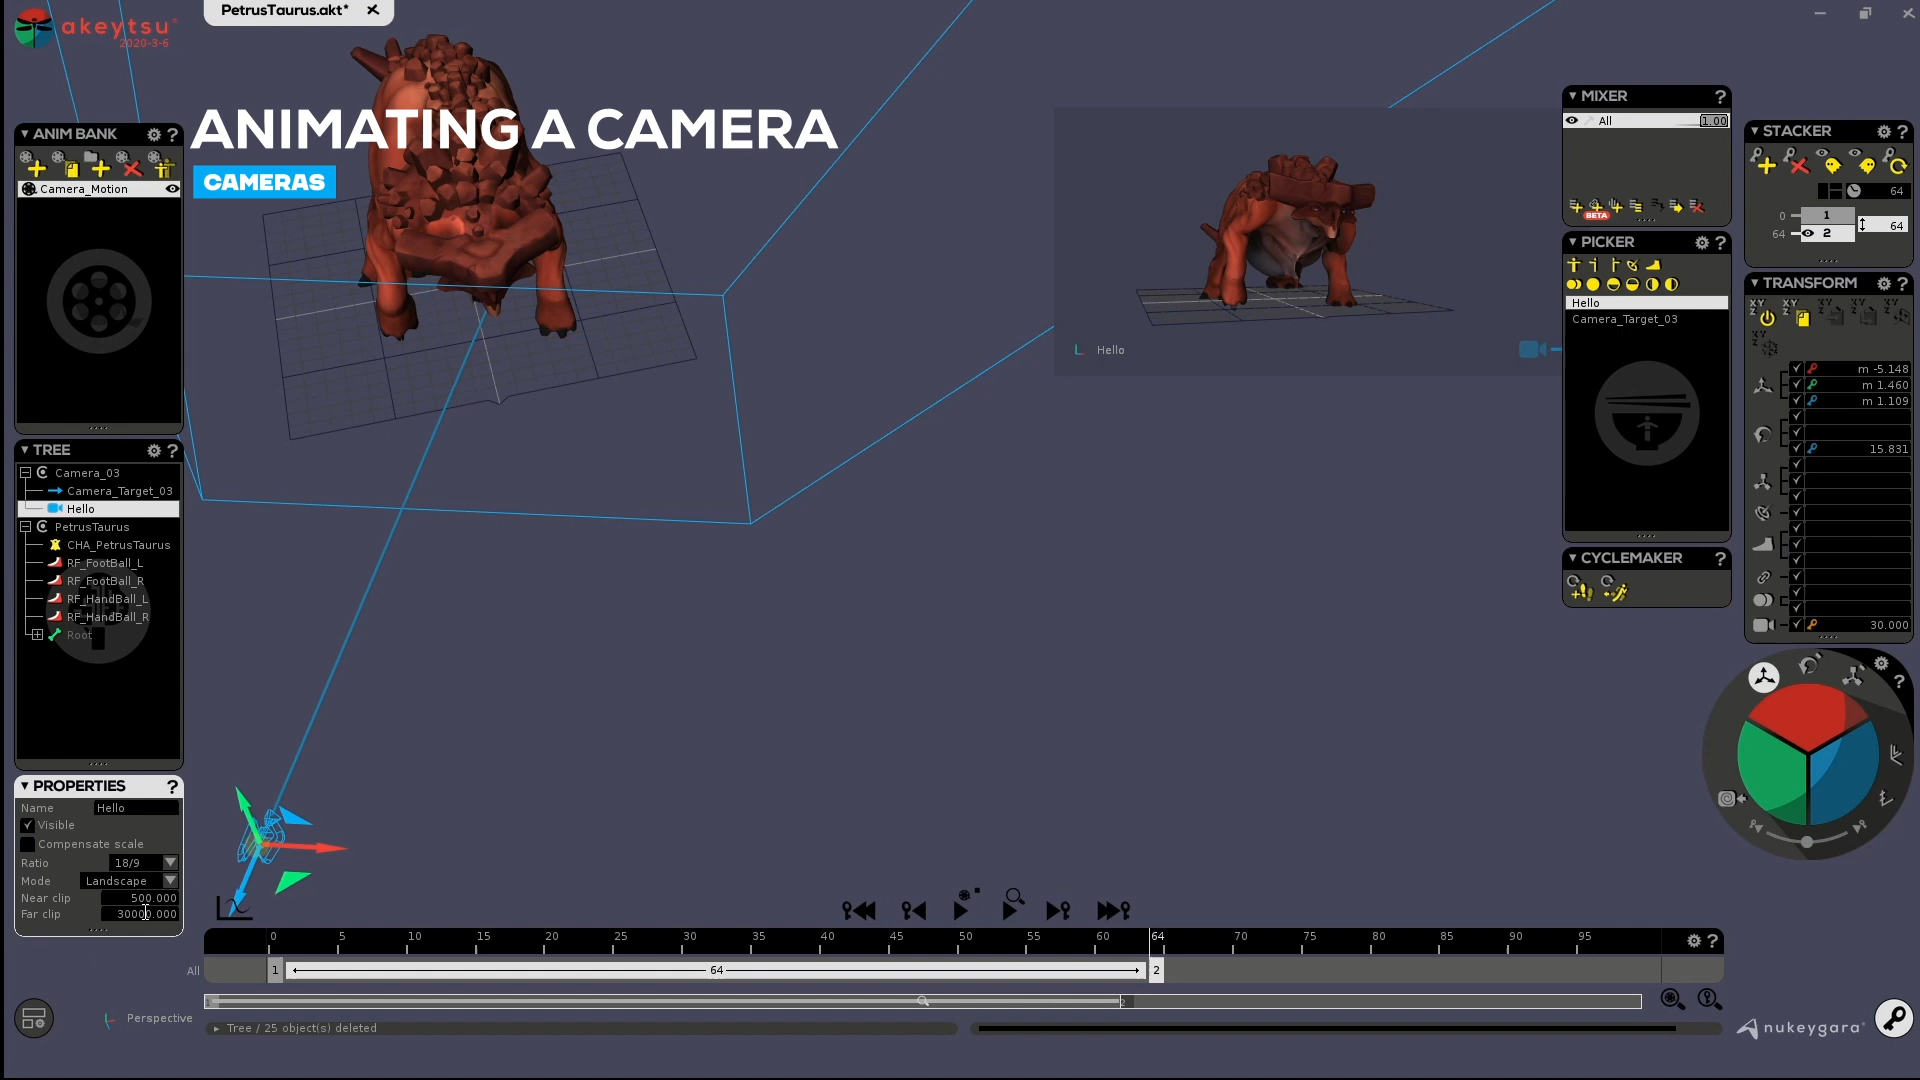 PetrusTaurus.akt*
akeytsu
2020-3-6
ANIMATING A CAMERA
CAMERAS
ANIM BANK ?
Camera_Motion
TREE ?
Camera_03
Camera_Target_03
Hello
PetrusTaurus
CHA_PetrusTaurus
RF_FootBall_L
RF_FootBall_R
RF_HandBall_L
RF_HandBall_R
Root
PROPERTIES ?
Name Hello
Visible
Compensate scale
Ratio 18/9
Mode Landscape
Near clip 500.000
Far clip 30000.000
Hello
MIXER ?
All 1.00
BETA
PICKER ?
Hello
Camera_Target_03
CYCLEMAKER ?
STACKER ?
64
0 1
64 2 64
TRANSFORM ?
m -5.148
m 1.460
m 1.109
15.831
30.000
?
0 5 10 15 20 25 30 35 40 45 50 55 60 64 70 75 80 85 90 95 ?
All 1 64 2
2
Perspective
Tree / 25 object(s) deleted
nukeygara